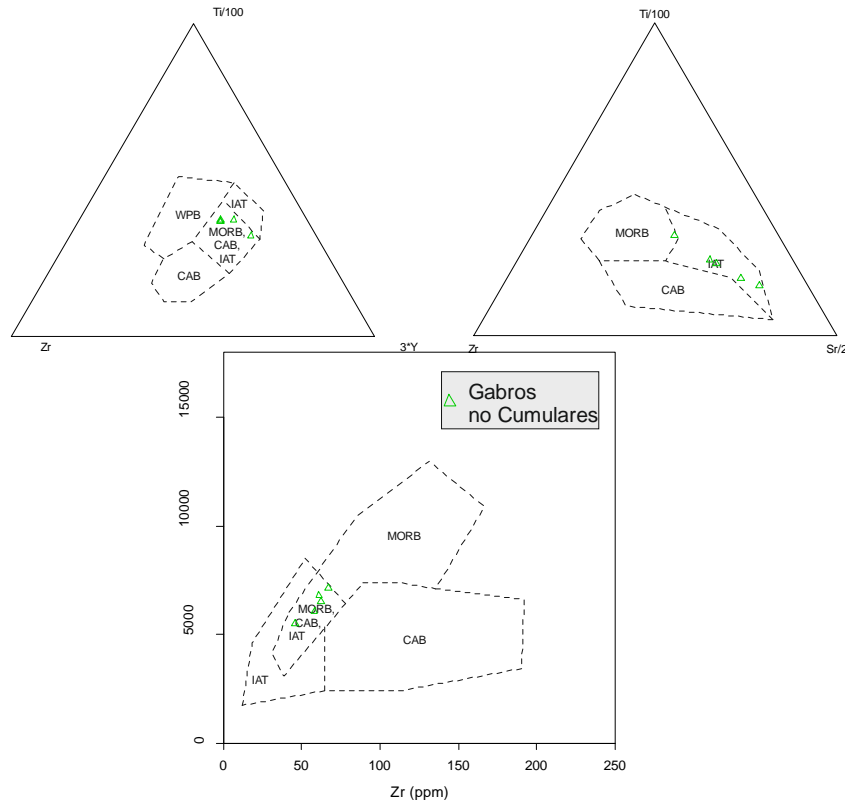 Ti/100
WPB
IAT
MORB,
CAB,
IAT
CAB
Zr
3*Y
Ti/100
MORB
IAT
CAB
Zr
Sr/2
Gabros
no Cumulares
15000
10000
5000
0
MORB
MORB,
CAB,
IAT
CAB
IAT
0
50
100
150
200
250
Zr (ppm)